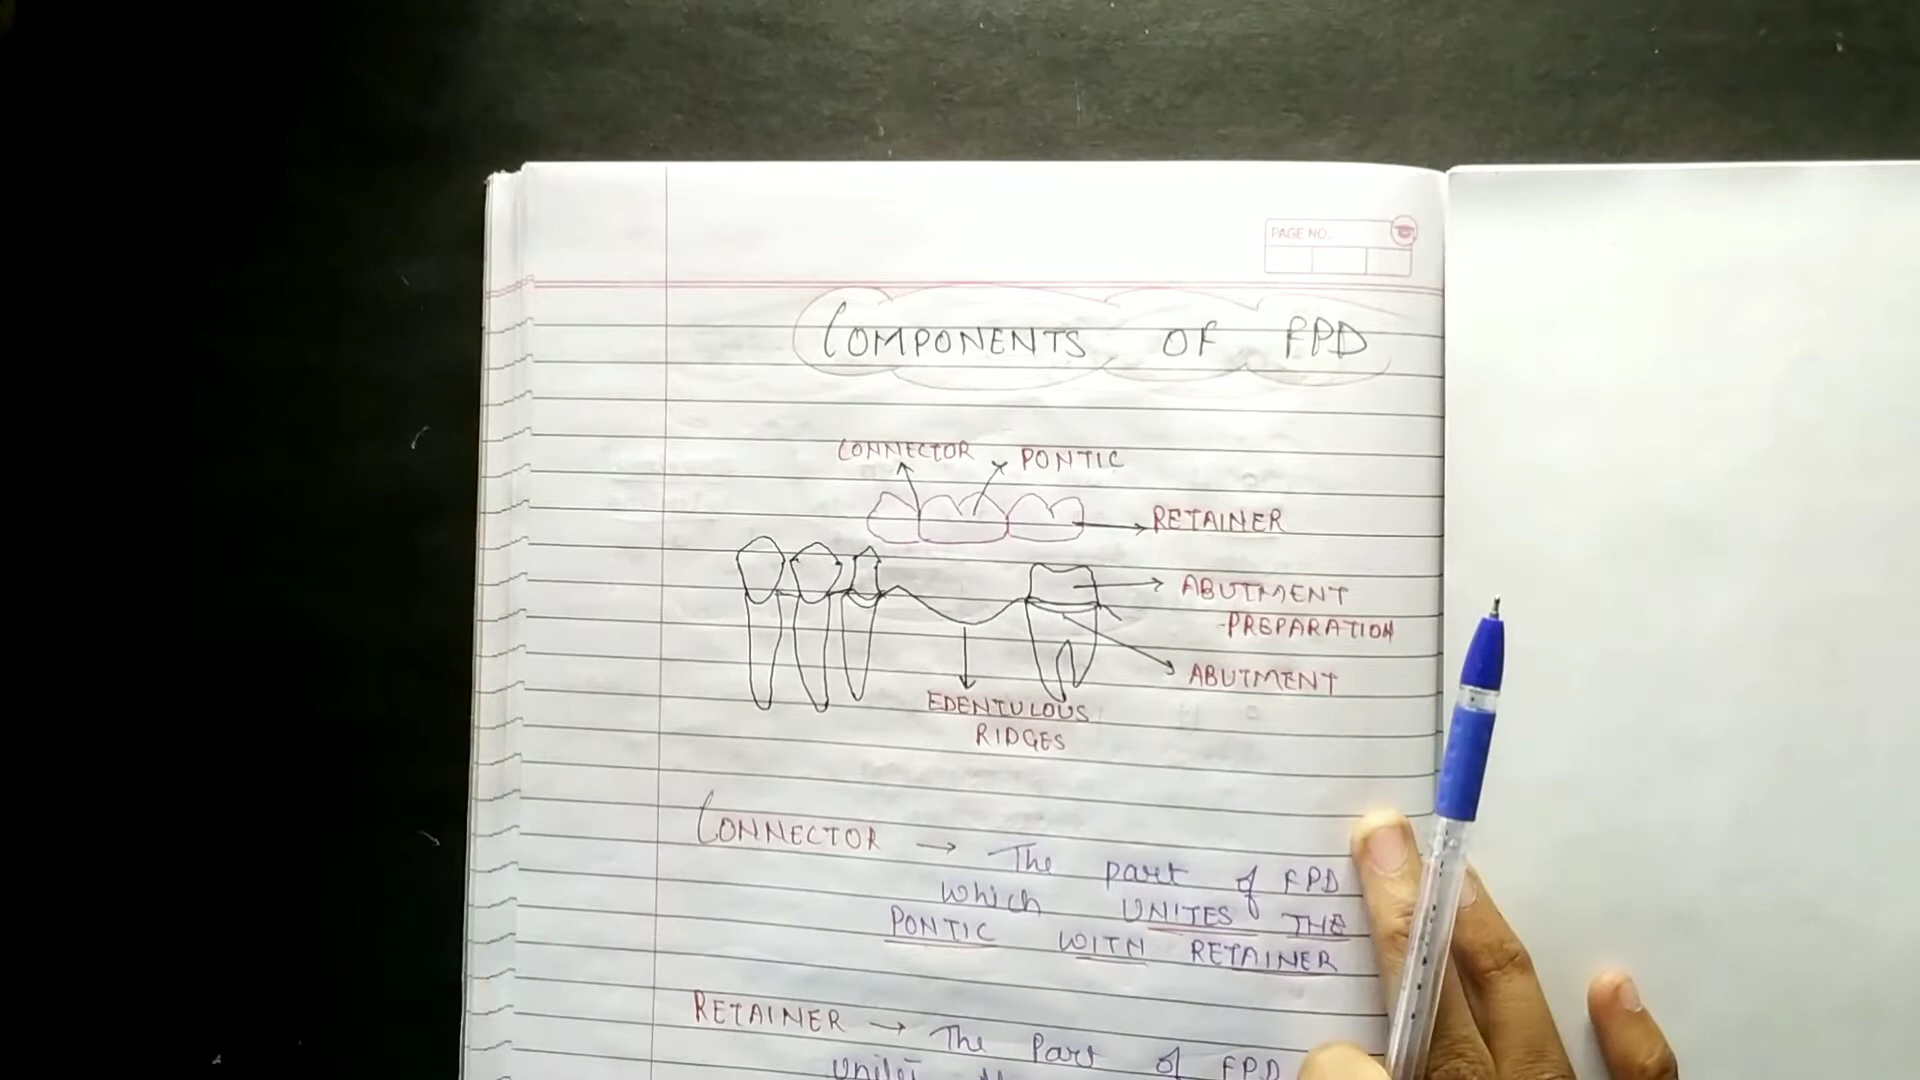 PAGE NO.
COMPONENTS OF FPD
CONNECTOR PONTIC
RETAINER
ABUTMENT
PREPARATION
ABUTMENT
EDENTULOUS
RIDGES
CONNECTOR → The part of FPD
which UNITES THE
PONTIC WITH RETAINER
RETAINER → The Part of FPD